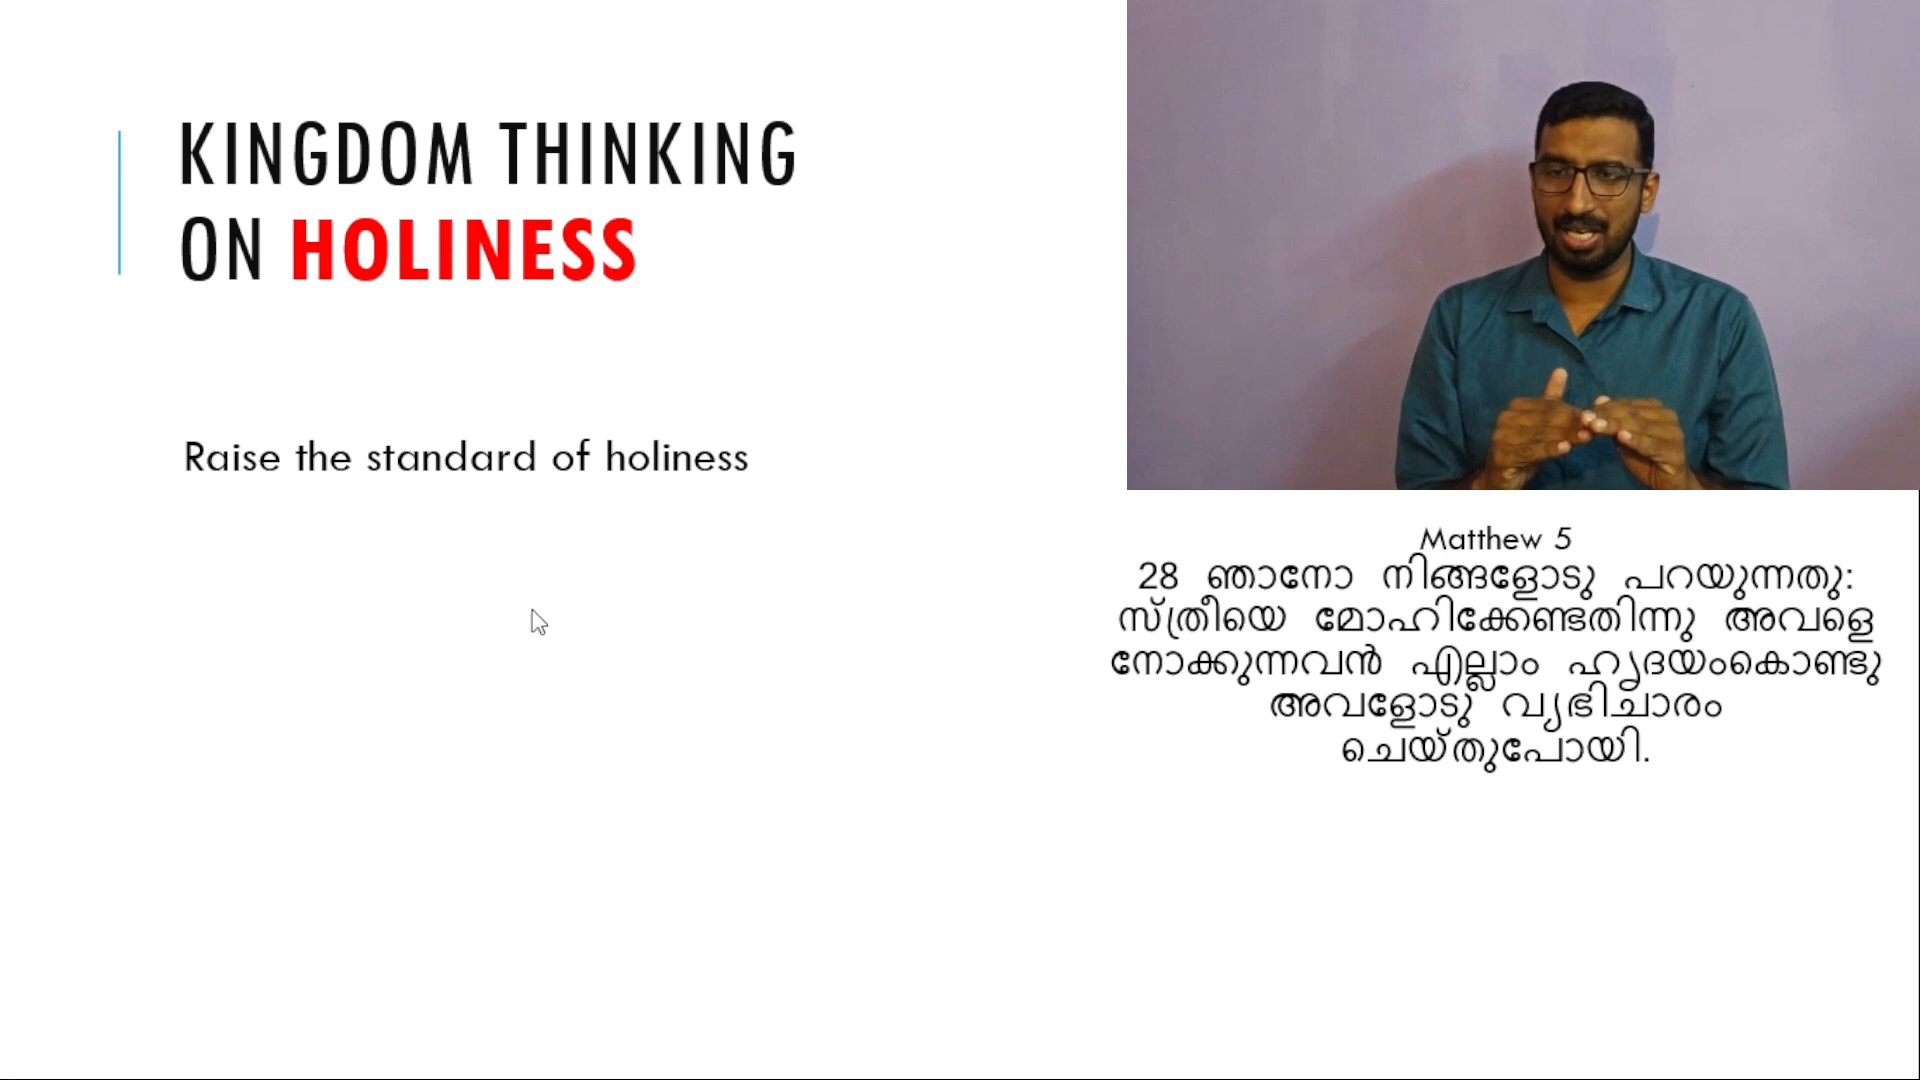 KINGDOM THINKING
ON HOLINESS
Raise the standard of holiness
Matthew 5
28 ഞാനോ നിങ്ങളോടു പറയുന്നതു:
സ്ത്രീയെ മോഹിക്കേണ്ടതിന്നു അവളെ
നോക്കുന്നവൻ എല്ലാം ഹൃദയംകൊണ്ടു
അവളോടു വ്യഭിചാരം
ചെയ്തുപോയി.